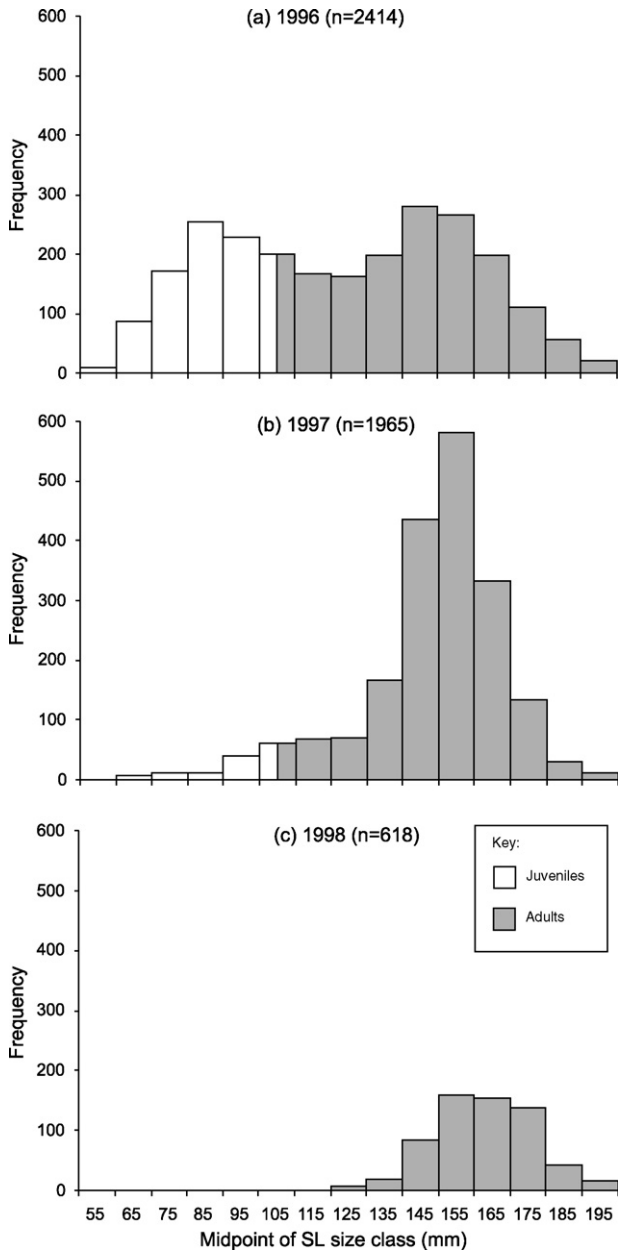 (a) 1996 (n=2414)
600
500
400
300
200
100
0
Frequency
(b) 1997 (n=1965)
600
500
400
300
200
100
0
Frequency
(c) 1998 (n=618)
600
500
400
300
200
100
0
Frequency
Key:
Juveniles
Adults
55 65 75 85 95 105 115 125 135 145 155 165 175 185 195
Midpoint of SL size class (mm)